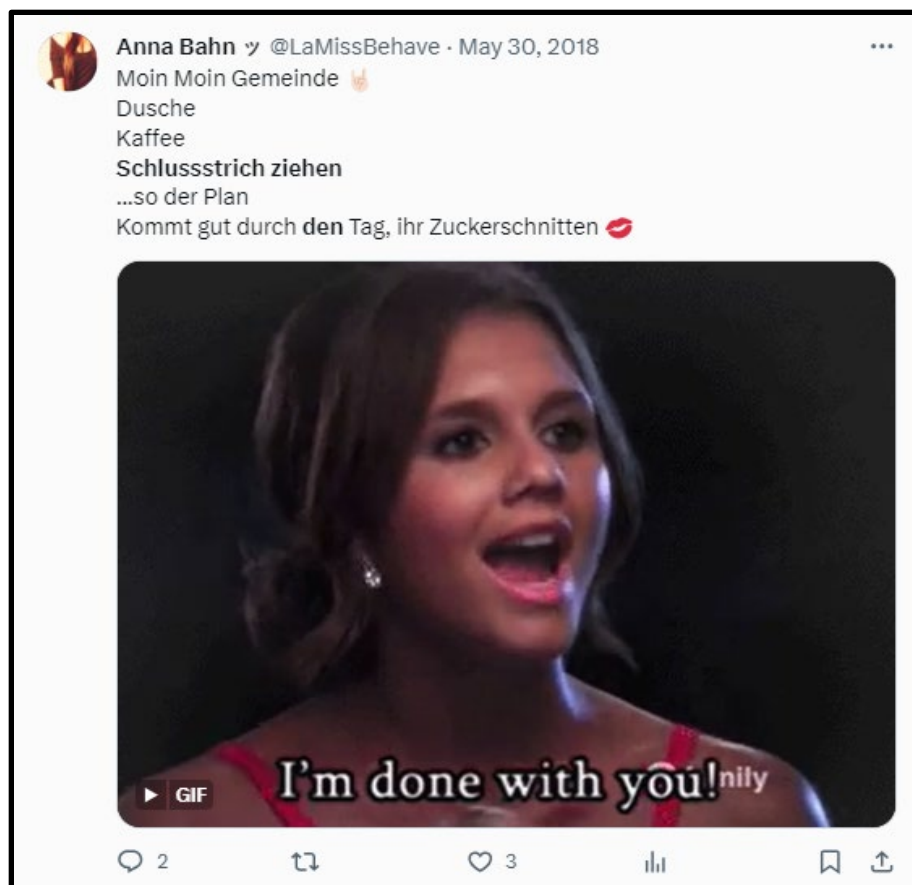 Anna Bahn ッ @LaMissBehave · May 30, 2018
Moin Moin Gemeinde 🤘🏻
Dusche
Kaffee
Schlussstrich ziehen
...so der Plan
Kommt gut durch den Tag, ihr Zuckerschnitten 💋
I'm done with you!
GIF
2
3